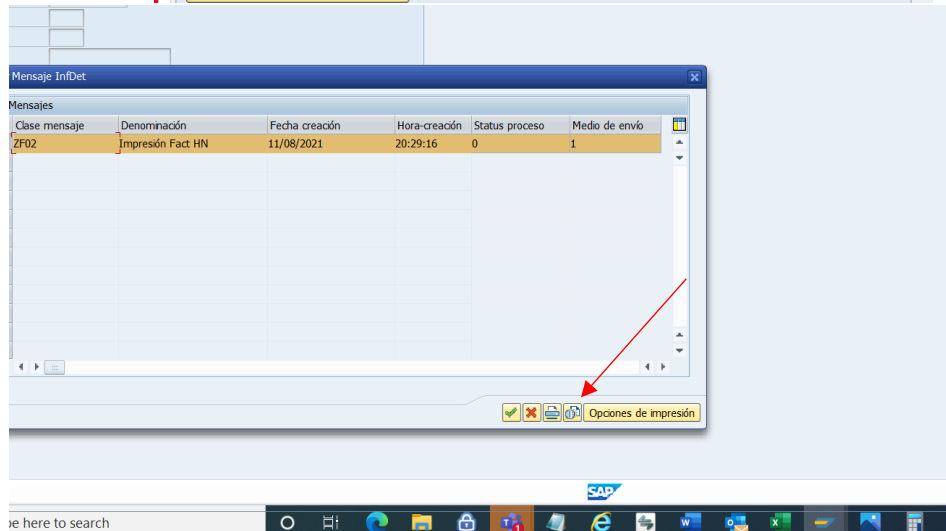 Mensaje InfDet
Mensajes
Clase mensaje Denominación Fecha creación Hora-creación Status proceso Medio de envío
ZF02 Impresión Fact HN 11/08/2021 20:29:16 0 1
Opciones de impresión
SAP
pe here to search